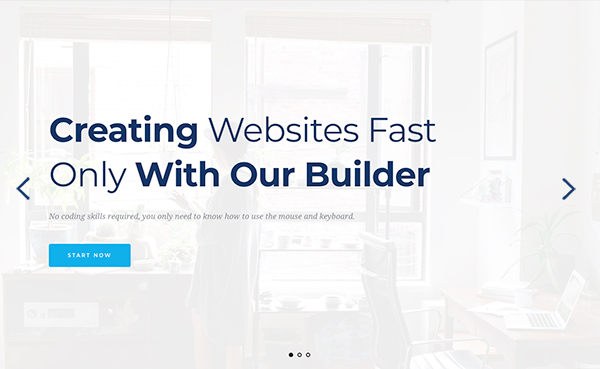 Creating Websites Fast
Only With Our Builder
No coding skills required, you only need to know how to use the mouse and keyboard.
START NOW